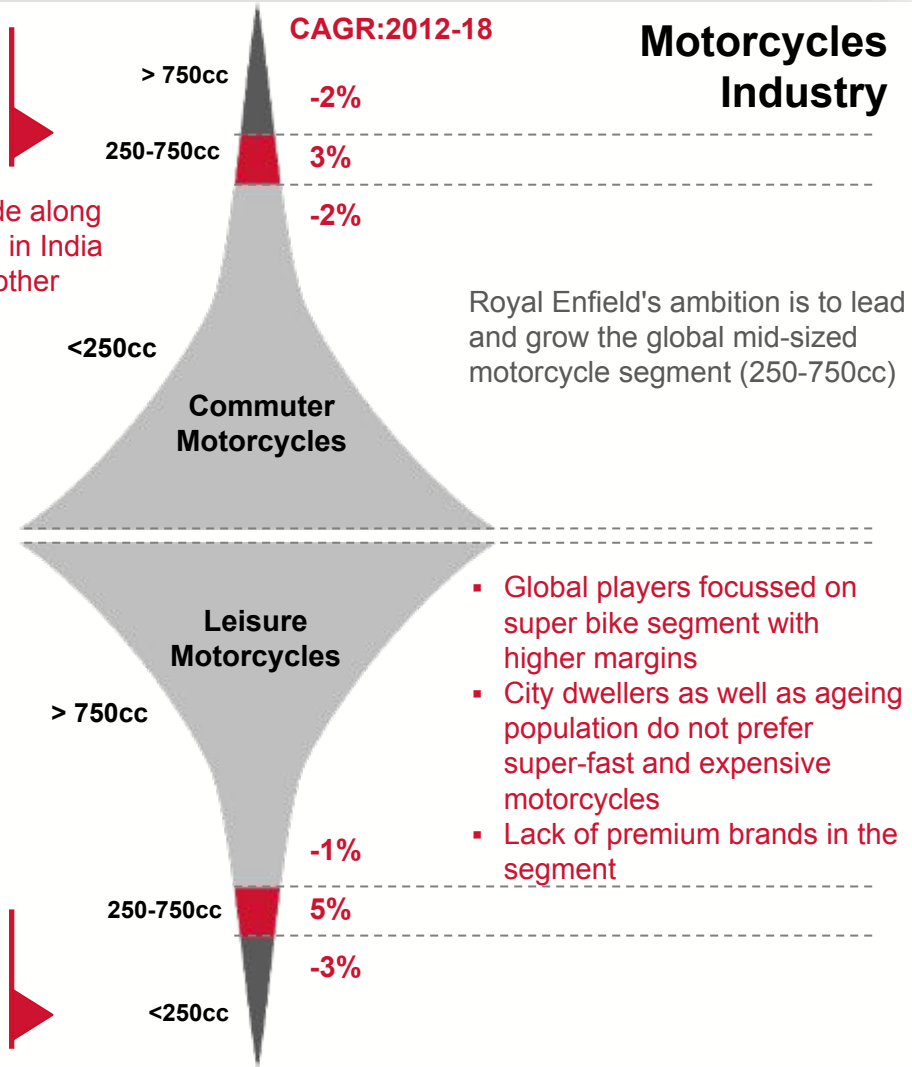 CAGR:2012-18
Motorcycles
Industry
> 750cc
-2%
250-750cc
3%
-2%
de along
in India
other
Royal Enfield's ambition is to lead
and grow the global mid-sized
motorcycle segment (250-750cc)
<250cc
Commuter
Motorcycles
Leisure
Motorcycles
▪ Global players focussed on
super bike segment with
higher margins
▪ City dwellers as well as ageing
population do not prefer
super-fast and expensive
motorcycles
▪ Lack of premium brands in the
segment
> 750cc
-1%
250-750cc
5%
-3%
<250cc